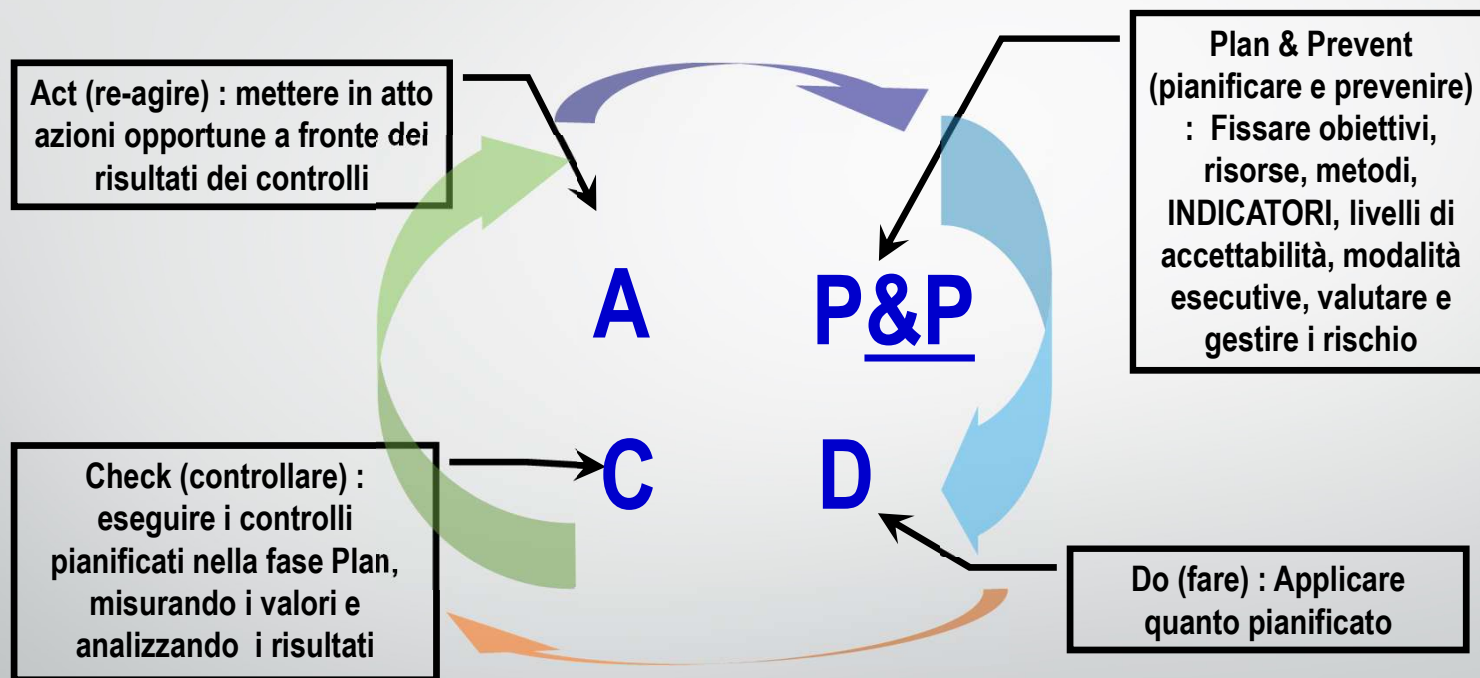 Act (re-agire) : mettere in atto
azioni opportune a fronte dei
risultati dei controlli
Plan & Prevent
(pianificare e prevenire)
: Fissare obiettivi,
risorse, metodi,
INDICATORI, livelli di
accettabilità, modalità
esecutive, valutare e
gestire i rischio
A
P&P
C
D
Check (controllare) :
eseguire i controlli
pianificati nella fase Plan,
misurando i valori e
analizzando i risultati
Do (fare) : Applicare
quanto pianificato